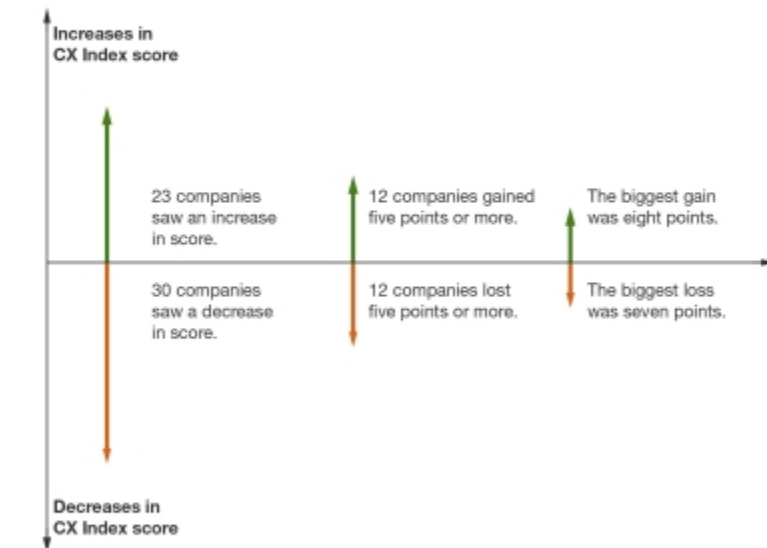 Increases in
CX Index score
23 companies
saw an increase
in score.
12 companies gained
five points or more.
The biggest gain
was eight points.
30 companies
saw a decrease
in score.
12 companies lost
five points or more.
The biggest loss
was seven points.
Decreases in
CX Index score